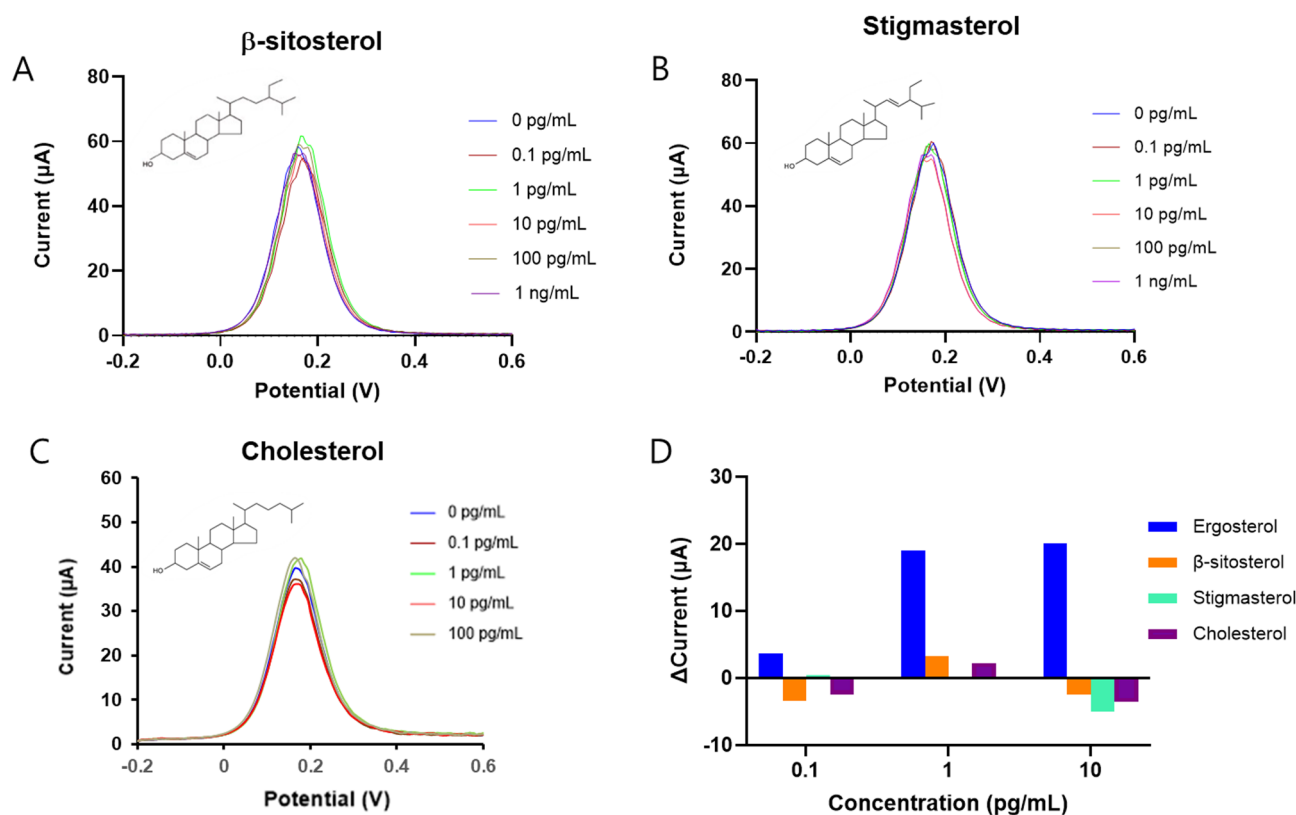 A
β-sitosterol
80
60
40
20
0
-0.2
0.0
0.2
0.4
0.6
Current (μA)
Potential (V)
HO
0 pg/mL
0.1 pg/mL
1 pg/mL
10 pg/mL
100 pg/mL
1 ng/mL
B
Stigmasterol
80
60
40
20
0
-0.2
0.0
0.2
0.4
0.6
Current (μA)
Potential (V)
HO
0 pg/mL
0.1 pg/mL
1 pg/mL
10 pg/mL
100 pg/mL
1 ng/mL
C
Cholesterol
60
50
40
30
20
10
0
-0.2
0
0.2
0.4
0.6
Current (μA)
Potential (V)
HO
0 pg/mL
0.1 pg/mL
1 pg/mL
10 pg/mL
100 pg/mL
D
30
20
10
0
-10
0.1
1
10
ΔCurrent (μA)
Concentration (pg/mL)
Ergosterol
β-sitosterol
Stigmasterol
Cholesterol